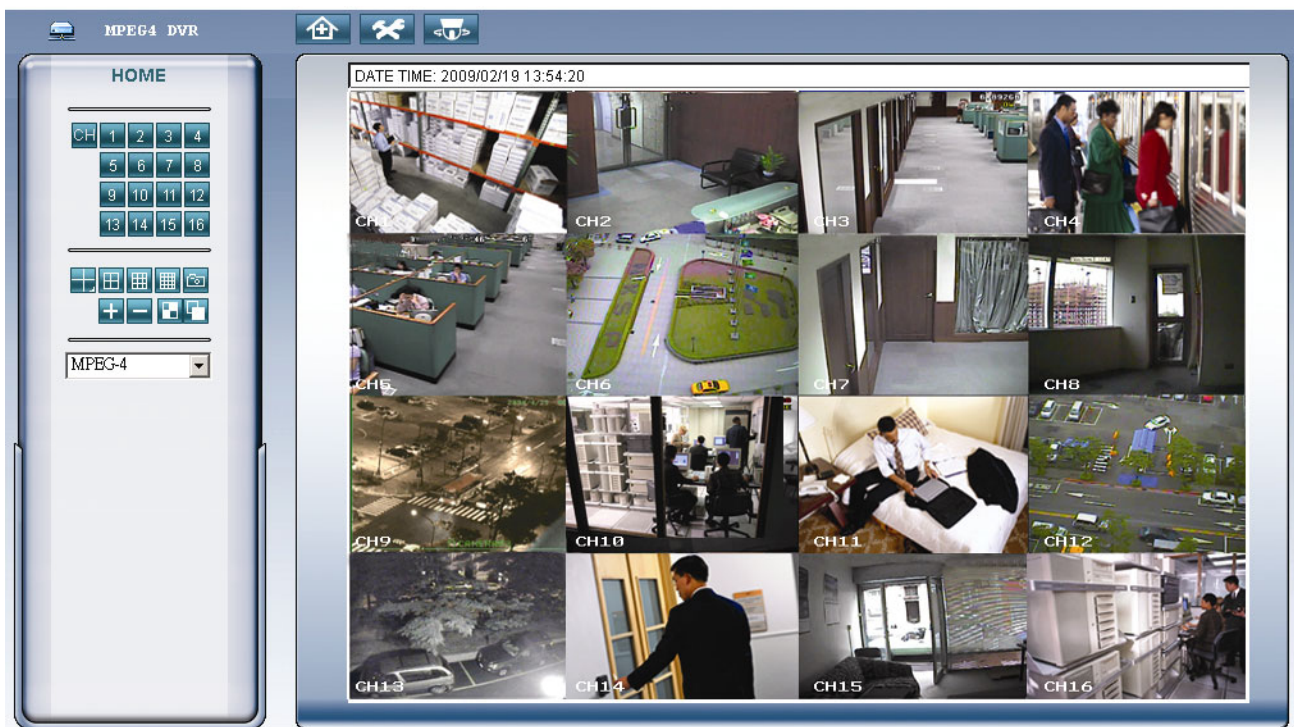 MPEG4 DVR
HOME
CH 1 2 3 4
5 6 7 8
9 10 11 12
13 14 15 16
MPEG-4
DATE TIME: 2009/02/19 13:54:20
CH1
CH2
CH3
CH4
CH5
CH6
CH7
CH8
CH9
CH10
CH11
CH12
CH13
CH14
CH15
CH16